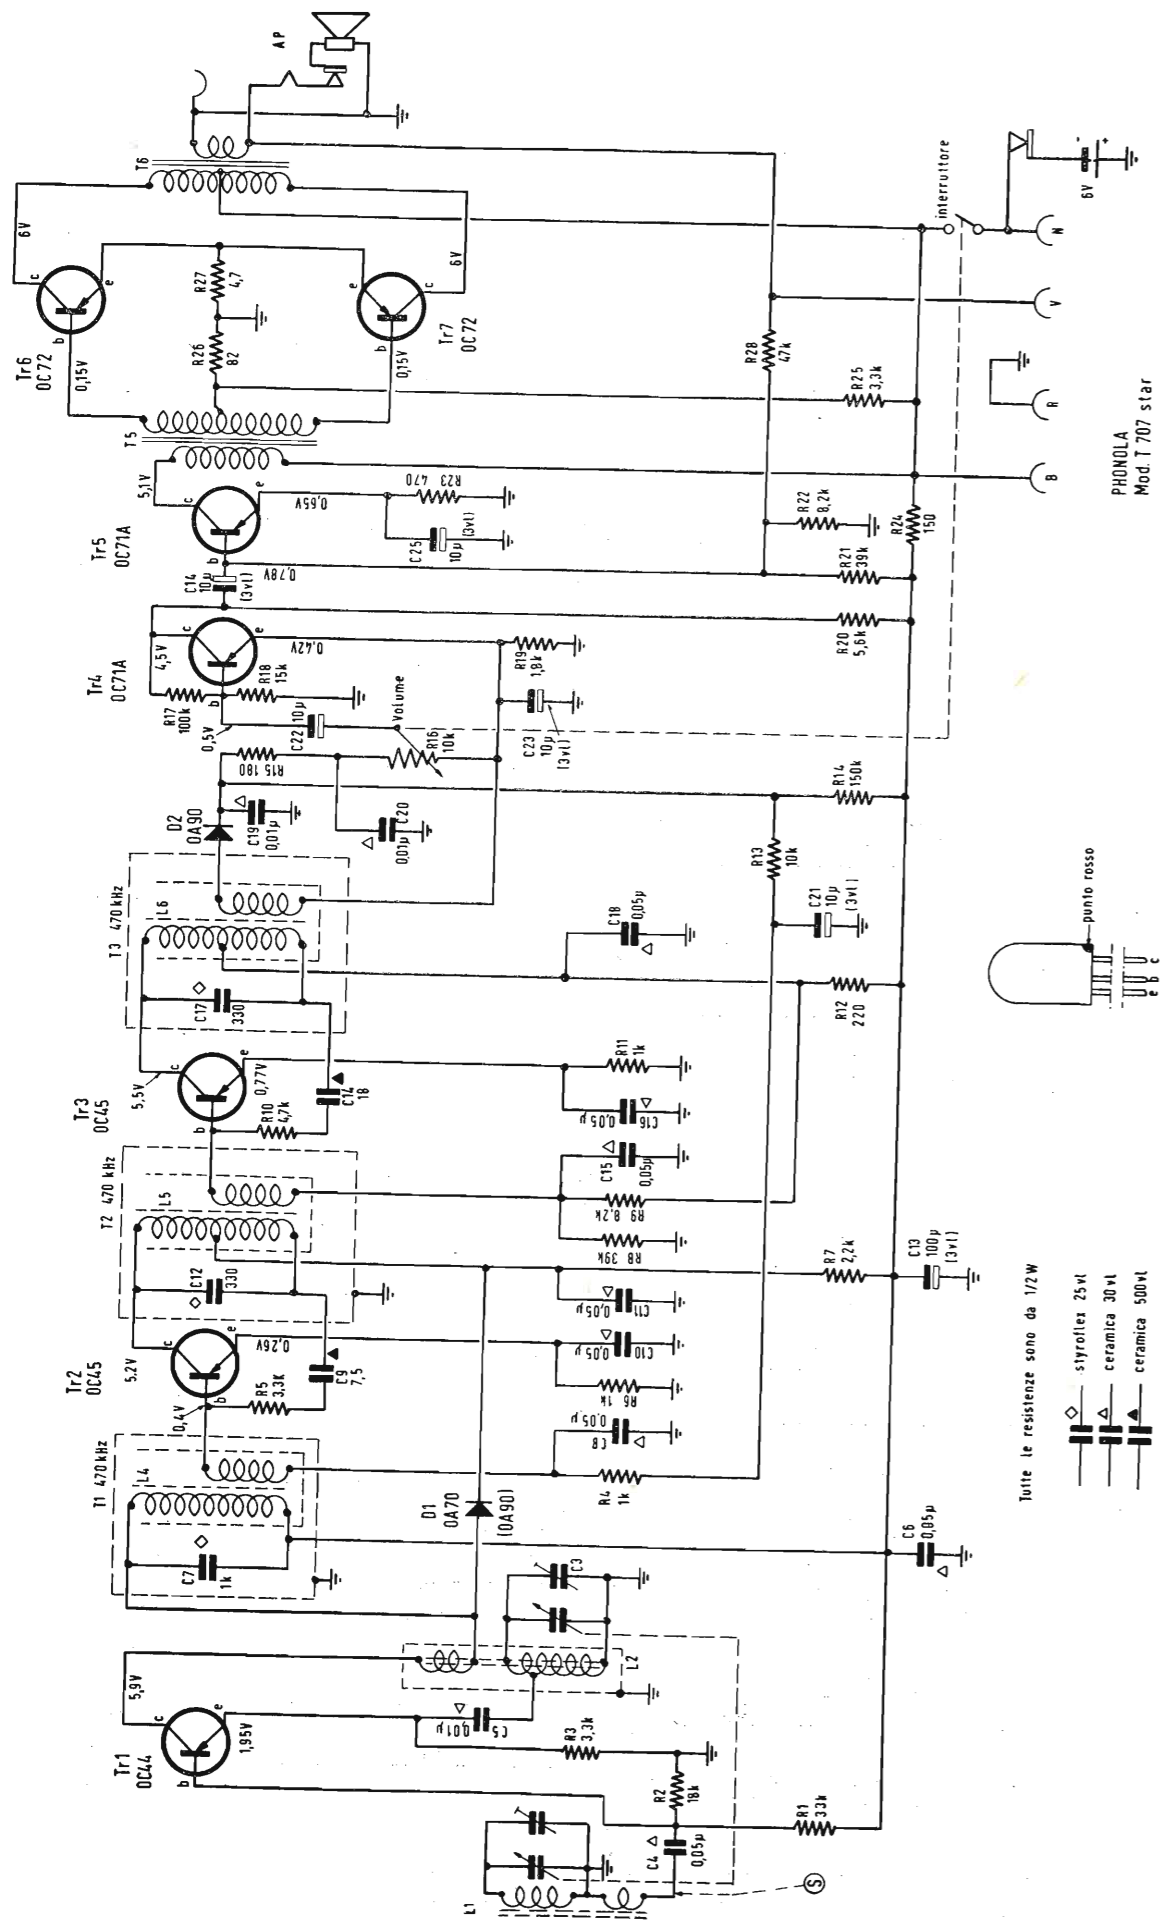 Tr1
OC44
Tr2
OC45
Tr3
OC45
Tr4
OC71A
Tr5
OC71A
Tr6
OC72
Tr7
OC72
T1 470 kHz
T2 470 kHz
T3 470 kHz
T5
T6
AP
L1
L2
L4
L5
L6
b
c
e
b
c
e
b
c
e
b
c
e
b
c
e
b
c
e
b
c
e
5,9V
1,95V
5.2V
0,4V
0,26V
5,5V
0,77V
4,5V
0,5V
0,42V
5,1V
0,78V
0,65V
6V
0,15V
6V
0,15V
D1
OA70
(OA90)
D2
OA90
C3
C4
0,05µ
C5
0,01µ
C6
0,05µ
C7
1k
C8
0,05µ
C9
7,5
C10
0,05µ
C11
0,05µ
C12
330
C13
100µ
(3vl)
C14
18
C15
0,05µ
C16
0,05µ
C17
330
C18
0,05µ
C19
0,01µ
C20
0,01µ
C21
10µ
(3vl)
C22 10µ
C23
10µ
(3vl)
C14
10µ
(3vl)
C25
10µ
(3vl)
R1
33k
R2
18k
R3
3,3k
R4
1k
R5
3,3K
R6 1k
R7
2,2k
R8 39k
R9 8,2k
R10
4,7k
R11
1k
R12
220
R13
10k
R14
150k
R15 180
R16
10k
Volume
R17
100k
R18
15k
R19
1,8k
R20
5,6k
R21
39k
R22
8,2k
R23 470
R24
150
R25
3,3k
R26
82
R27
4,7
R28
47k
S
interruttore
6V
-
+
B
R
V
N
punto rosso
e b c
Tutte le resistenze sono da 1/2 W
styroflex 25 vl
ceramica 30 vl
ceramica 500 vl
PHONOLA
Mod. T 707 star